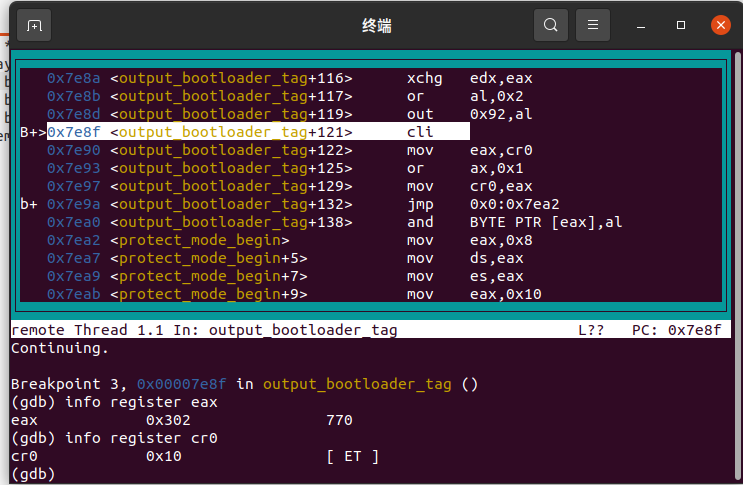 终端
*
ay
b
b
b
em
0x7e8a <output_bootloader_tag+116> xchg edx,eax
0x7e8b <output_bootloader_tag+117> or al,0x2
0x7e8d <output_bootloader_tag+119> out 0x92,al
B+>0x7e8f <output_bootloader_tag+121> cli
0x7e90 <output_bootloader_tag+122> mov eax,cr0
0x7e93 <output_bootloader_tag+125> or ax,0x1
0x7e97 <output_bootloader_tag+129> mov cr0,eax
b+ 0x7e9a <output_bootloader_tag+132> jmp 0x0:0x7ea2
0x7ea0 <output_bootloader_tag+138> and BYTE PTR [eax],al
0x7ea2 <protect_mode_begin> mov eax,0x8
0x7ea7 <protect_mode_begin+5> mov ds,eax
0x7ea9 <protect_mode_begin+7> mov es,eax
0x7eab <protect_mode_begin+9> mov eax,0x10
remote Thread 1.1 In: output_bootloader_tag L?? PC: 0x7e8f
Continuing.
Breakpoint 3, 0x00007e8f in output_bootloader_tag ()
(gdb) info register eax
eax 0x302 770
(gdb) info register cr0
cr0 0x10 [ ET ]
(gdb)